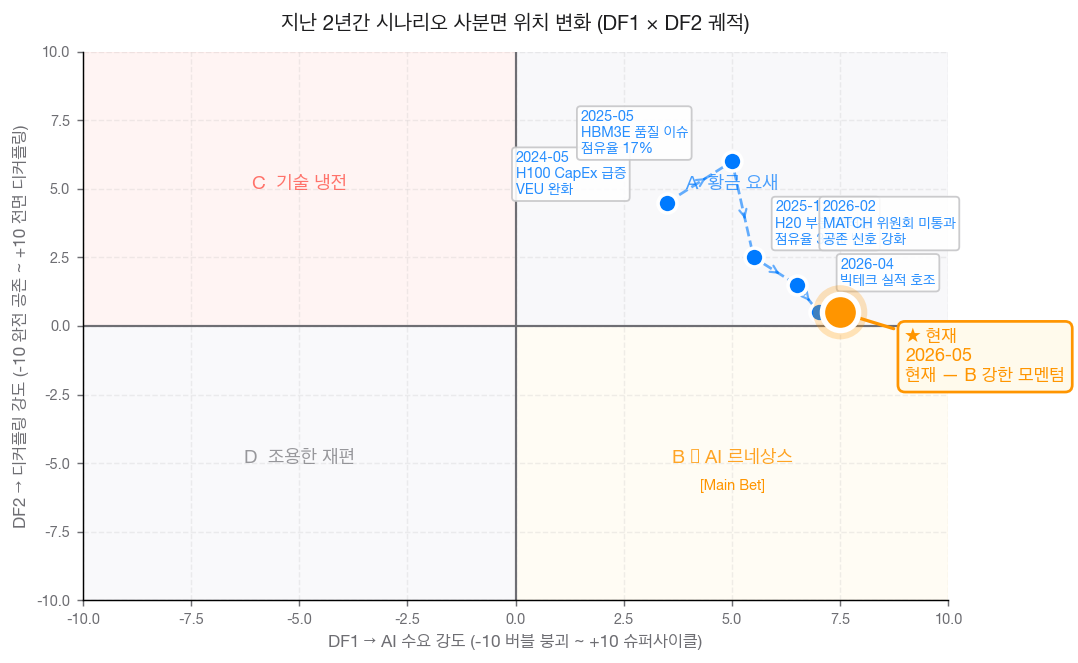 지난 2년간 시나리오 사분면 위치 변화 (DF1 × DF2 궤적)
10.0
7.5
5.0
2.5
0.0
-2.5
-5.0
-7.5
-10.0
DF2 → 디커플링 강도 (-10 완전 공존 ~ +10 전면 디커플링)
2025-05
HBM3E 품질 이슈
점유율 17%
2024-05
H100 CapEx 급증
VEU 완화
C 기술 냉전
A 황금 요새
2025-1
H20 부
점유율
2026-02
MATCH 위원회 미통과
공존 신호 강화
2026-04
빅테크 실적 호조
★ 현재
2026-05
현재 — B 강한 모멘텀
D 조용한 재편
B AI 르네상스
[Main Bet]
-10.0 -7.5 -5.0 -2.5 0.0 2.5 5.0 7.5 10.0
DF1 → AI 수요 강도 (-10 버블 붕괴 ~ +10 슈퍼사이클)